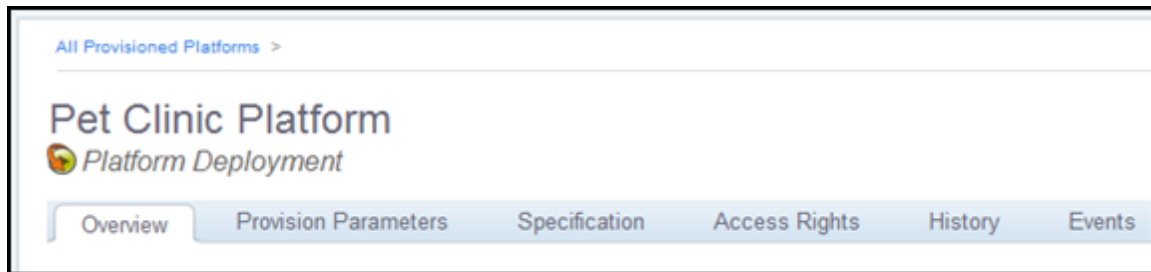 All Provisioned Platforms >
Pet Clinic Platform
Platform Deployment
Overview Provision Parameters Specification Access Rights History Events